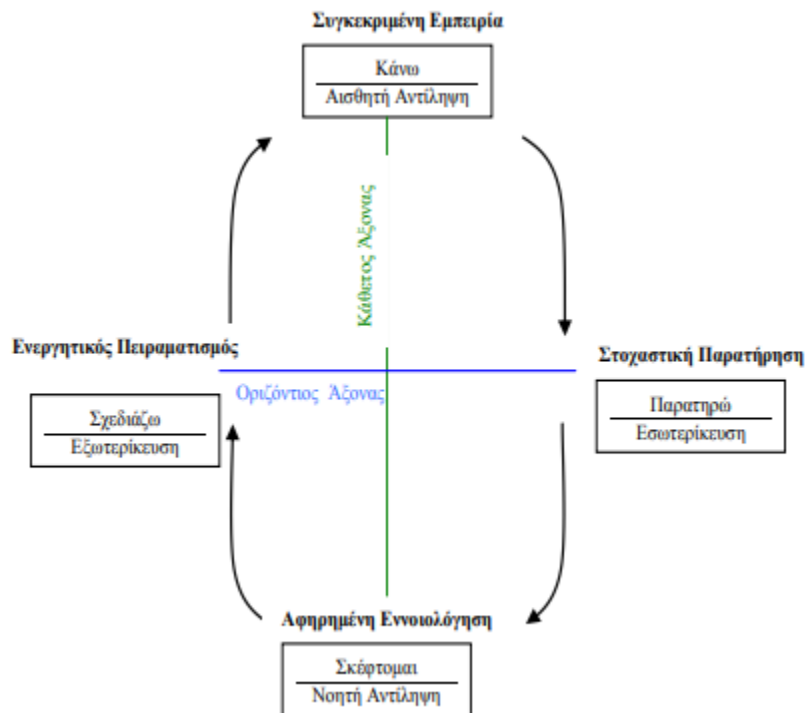 Συγκεκριμένη Εμπειρία
Κάνω
Αισθητή Αντίληψη
Κάθετος Άξονας
Ενεργητικός Πειραματισμός
Στοχαστική Παρατήρηση
Οριζόντιος Άξονας
Σχεδιάζω
Εξωτερίκευση
Παρατηρώ
Εσωτερίκευση
Αφηρημένη Εννοιολόγηση
Σκέφτομαι
Νοητή Αντίληψη